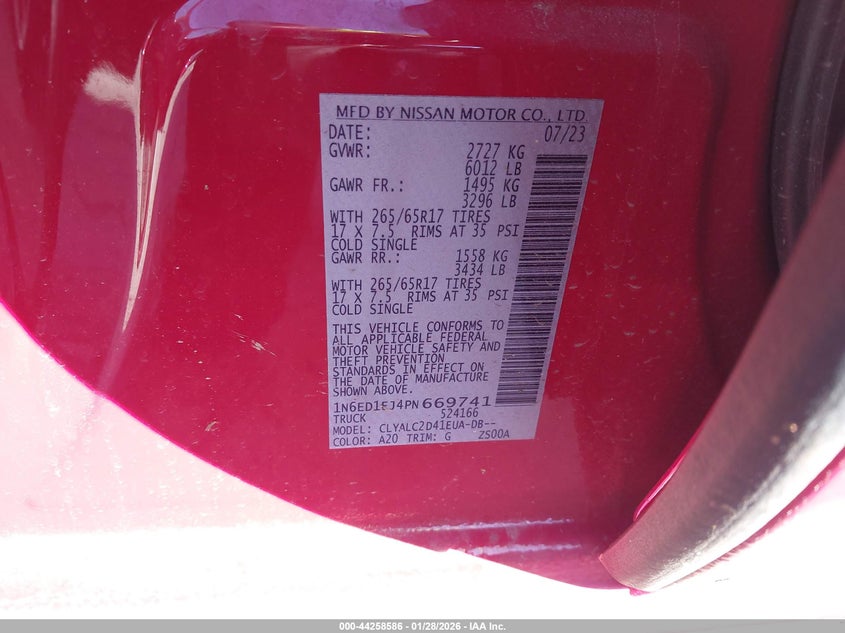 MFD BY NISSAN MOTOR CO., LTD.
DATE: 07/23
GVWR: 2727 KG
6012 LB
GAWR FR.: 1495 KG
3296 LB
WITH 265/65R17 TIRES
17 X 7.5 RIMS AT 35 PSI
COLD SINGLE
GAWR RR.: 1558 KG
3434 LB
WITH 265/65R17 TIRES
17 X 7.5 RIMS AT 35 PSI
COLD SINGLE
THIS VEHICLE CONFORMS TO
ALL APPLICABLE FEDERAL
MOTOR VEHICLE SAFETY AND
THEFT PREVENTION
STANDARDS IN EFFECT ON
THE DATE OF MANUFACTURE
SHOWN ABOVE.
TRUCK 524166
MODEL: CLYALC2D41EUA-DB--
COLOR: A20 TRIM: G ZS00A
000-44258586 - 01/28/2026 - IAA Inc.